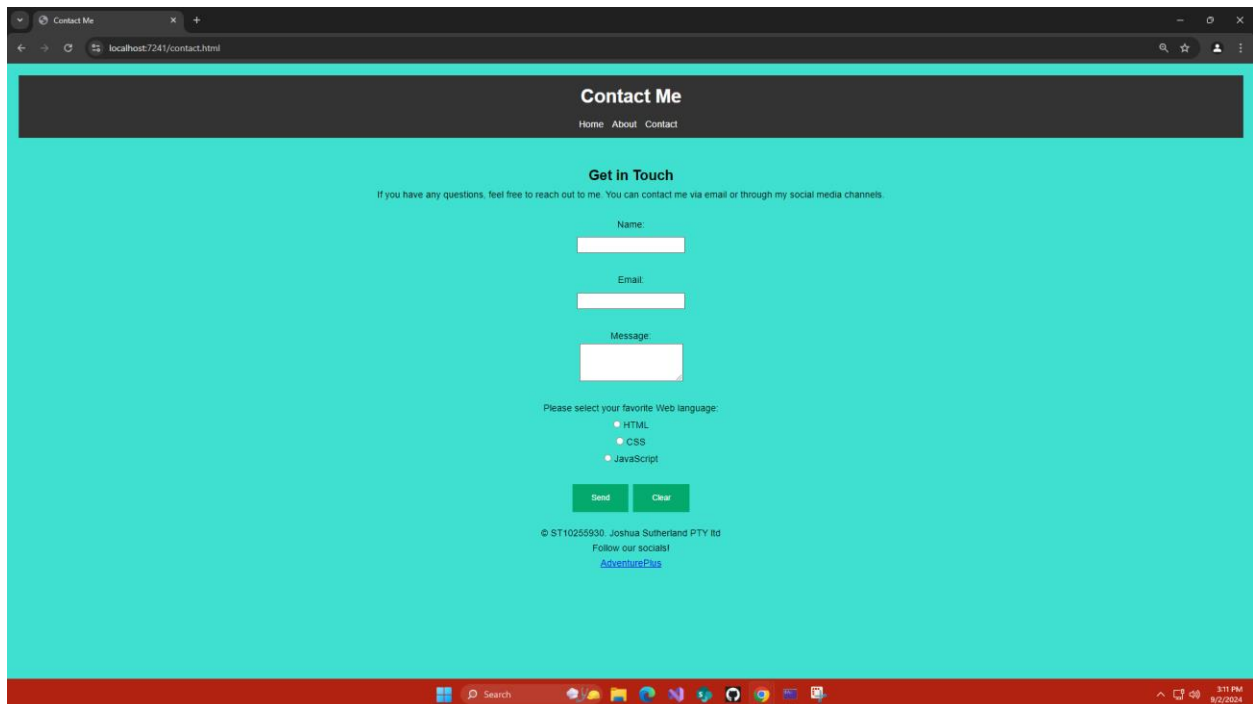 Contact Me
localhost:7241/contact.html
Contact Me
Home About Contact
Get in Touch
If you have any questions, feel free to reach out to me. You can contact me via email or through my social media channels.
Name:
Email:
Message:
Please select your favorite Web language:
HTML
CSS
JavaScript
Send Clear
© ST10255930. Joshua Sutherland PTY ltd
Follow our socials!
AdventurePlus
Search
3:11 PM
9/2/2024